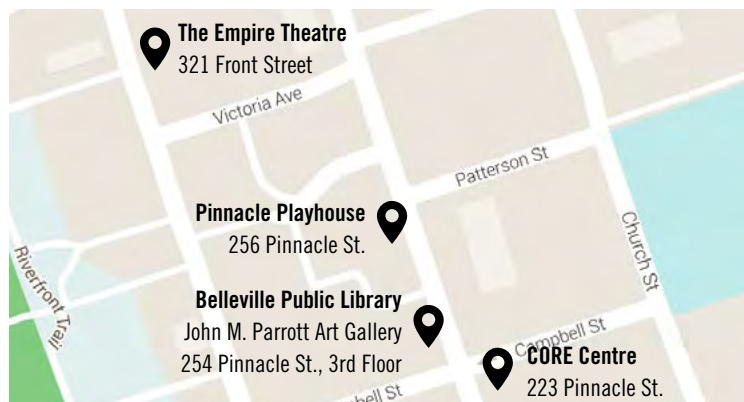 The Empire Theatre
321 Front Street
Victoria Ave
Patterson St
Pinnacle Playhouse
256 Pinnacle St.
Church St
Riverfront Trail
Belleville Public Library
John M. Parrott Art Gallery
254 Pinnacle St., 3rd Floor
Campbell St
CORE Centre
223 Pinnacle St.
bell St